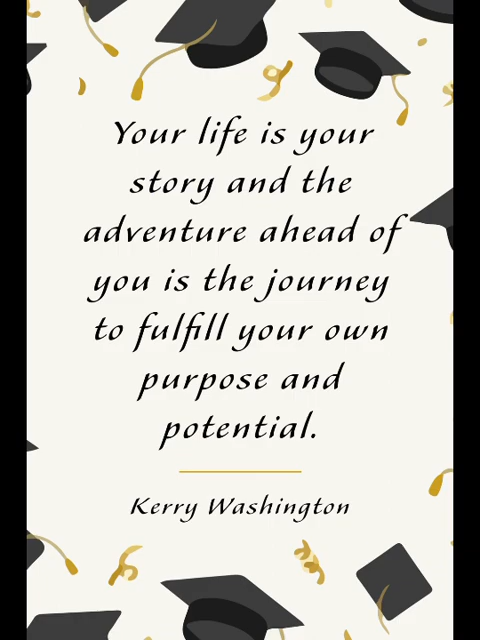 Your life is your
story and the
adventure ahead of
you is the journey
to fulfill your own
purpose and
potential.
Kerry Washington